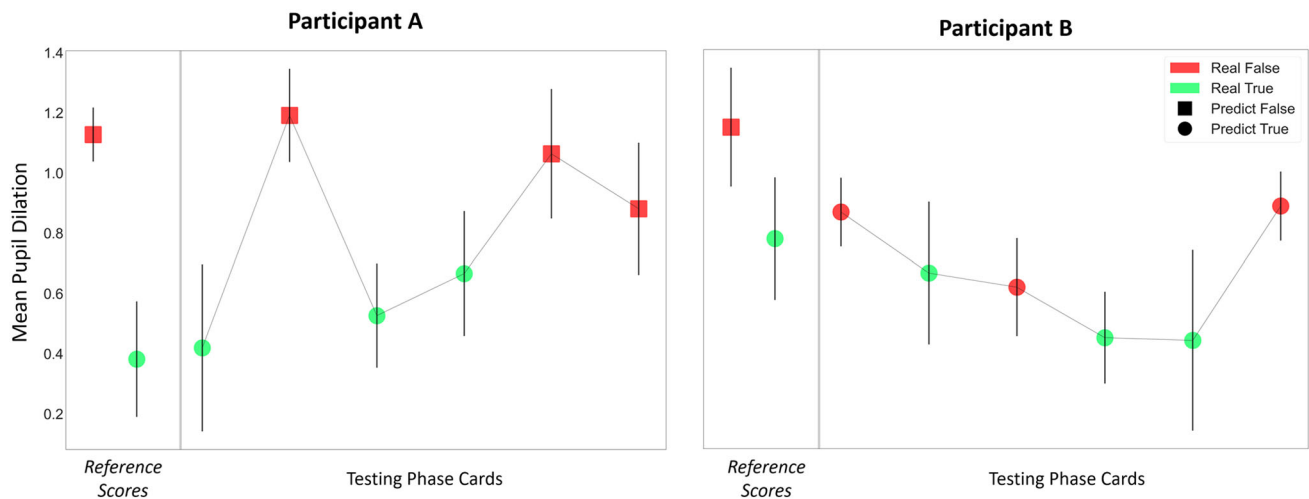 Participant A
Participant B
Mean Pupil Dilation
1.4
1.2
1.0
0.8
0.6
0.4
0.2
Real False
Real True
Predict False
Predict True
Reference
Scores
Testing Phase Cards
Reference
Scores
Testing Phase Cards